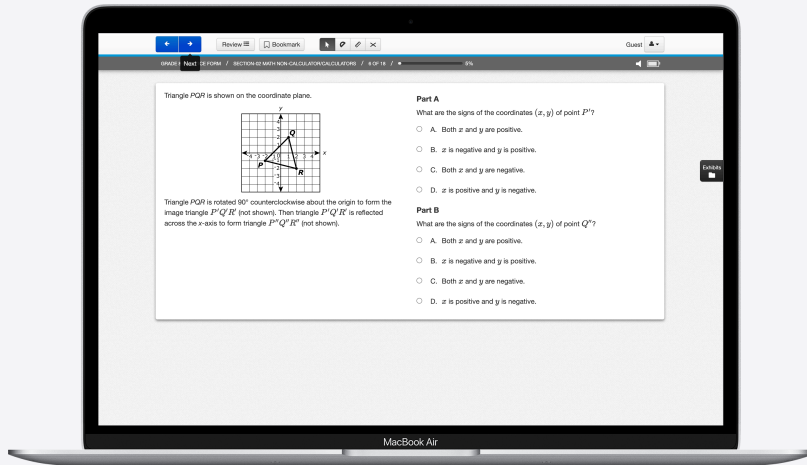 Review
Bookmark
Guest
Next
SECTION-02 MATH NON-CALCULATOR/CALCULATORS / 6 OF 18 /
5%
Triangle PQR is shown on the coordinate plane.
y
Q
x
P
R
Triangle PQR is rotated 90° counterclockwise about the origin to form the
image triangle P′Q′R′ (not shown). Then triangle P′Q′R′ is reflected
across the x-axis to form triangle P″Q″R″ (not shown).
Part A
What are the signs of the coordinates (x, y) of point P′?
A. Both x and y are positive.
B. x is negative and y is positive.
C. Both x and y are negative.
D. x is positive and y is negative.
Part B
What are the signs of the coordinates (x, y) of point Q″?
A. Both x and y are positive.
B. x is negative and y is positive.
C. Both x and y are negative.
D. x is positive and y is negative.
Exhibits
MacBook Air